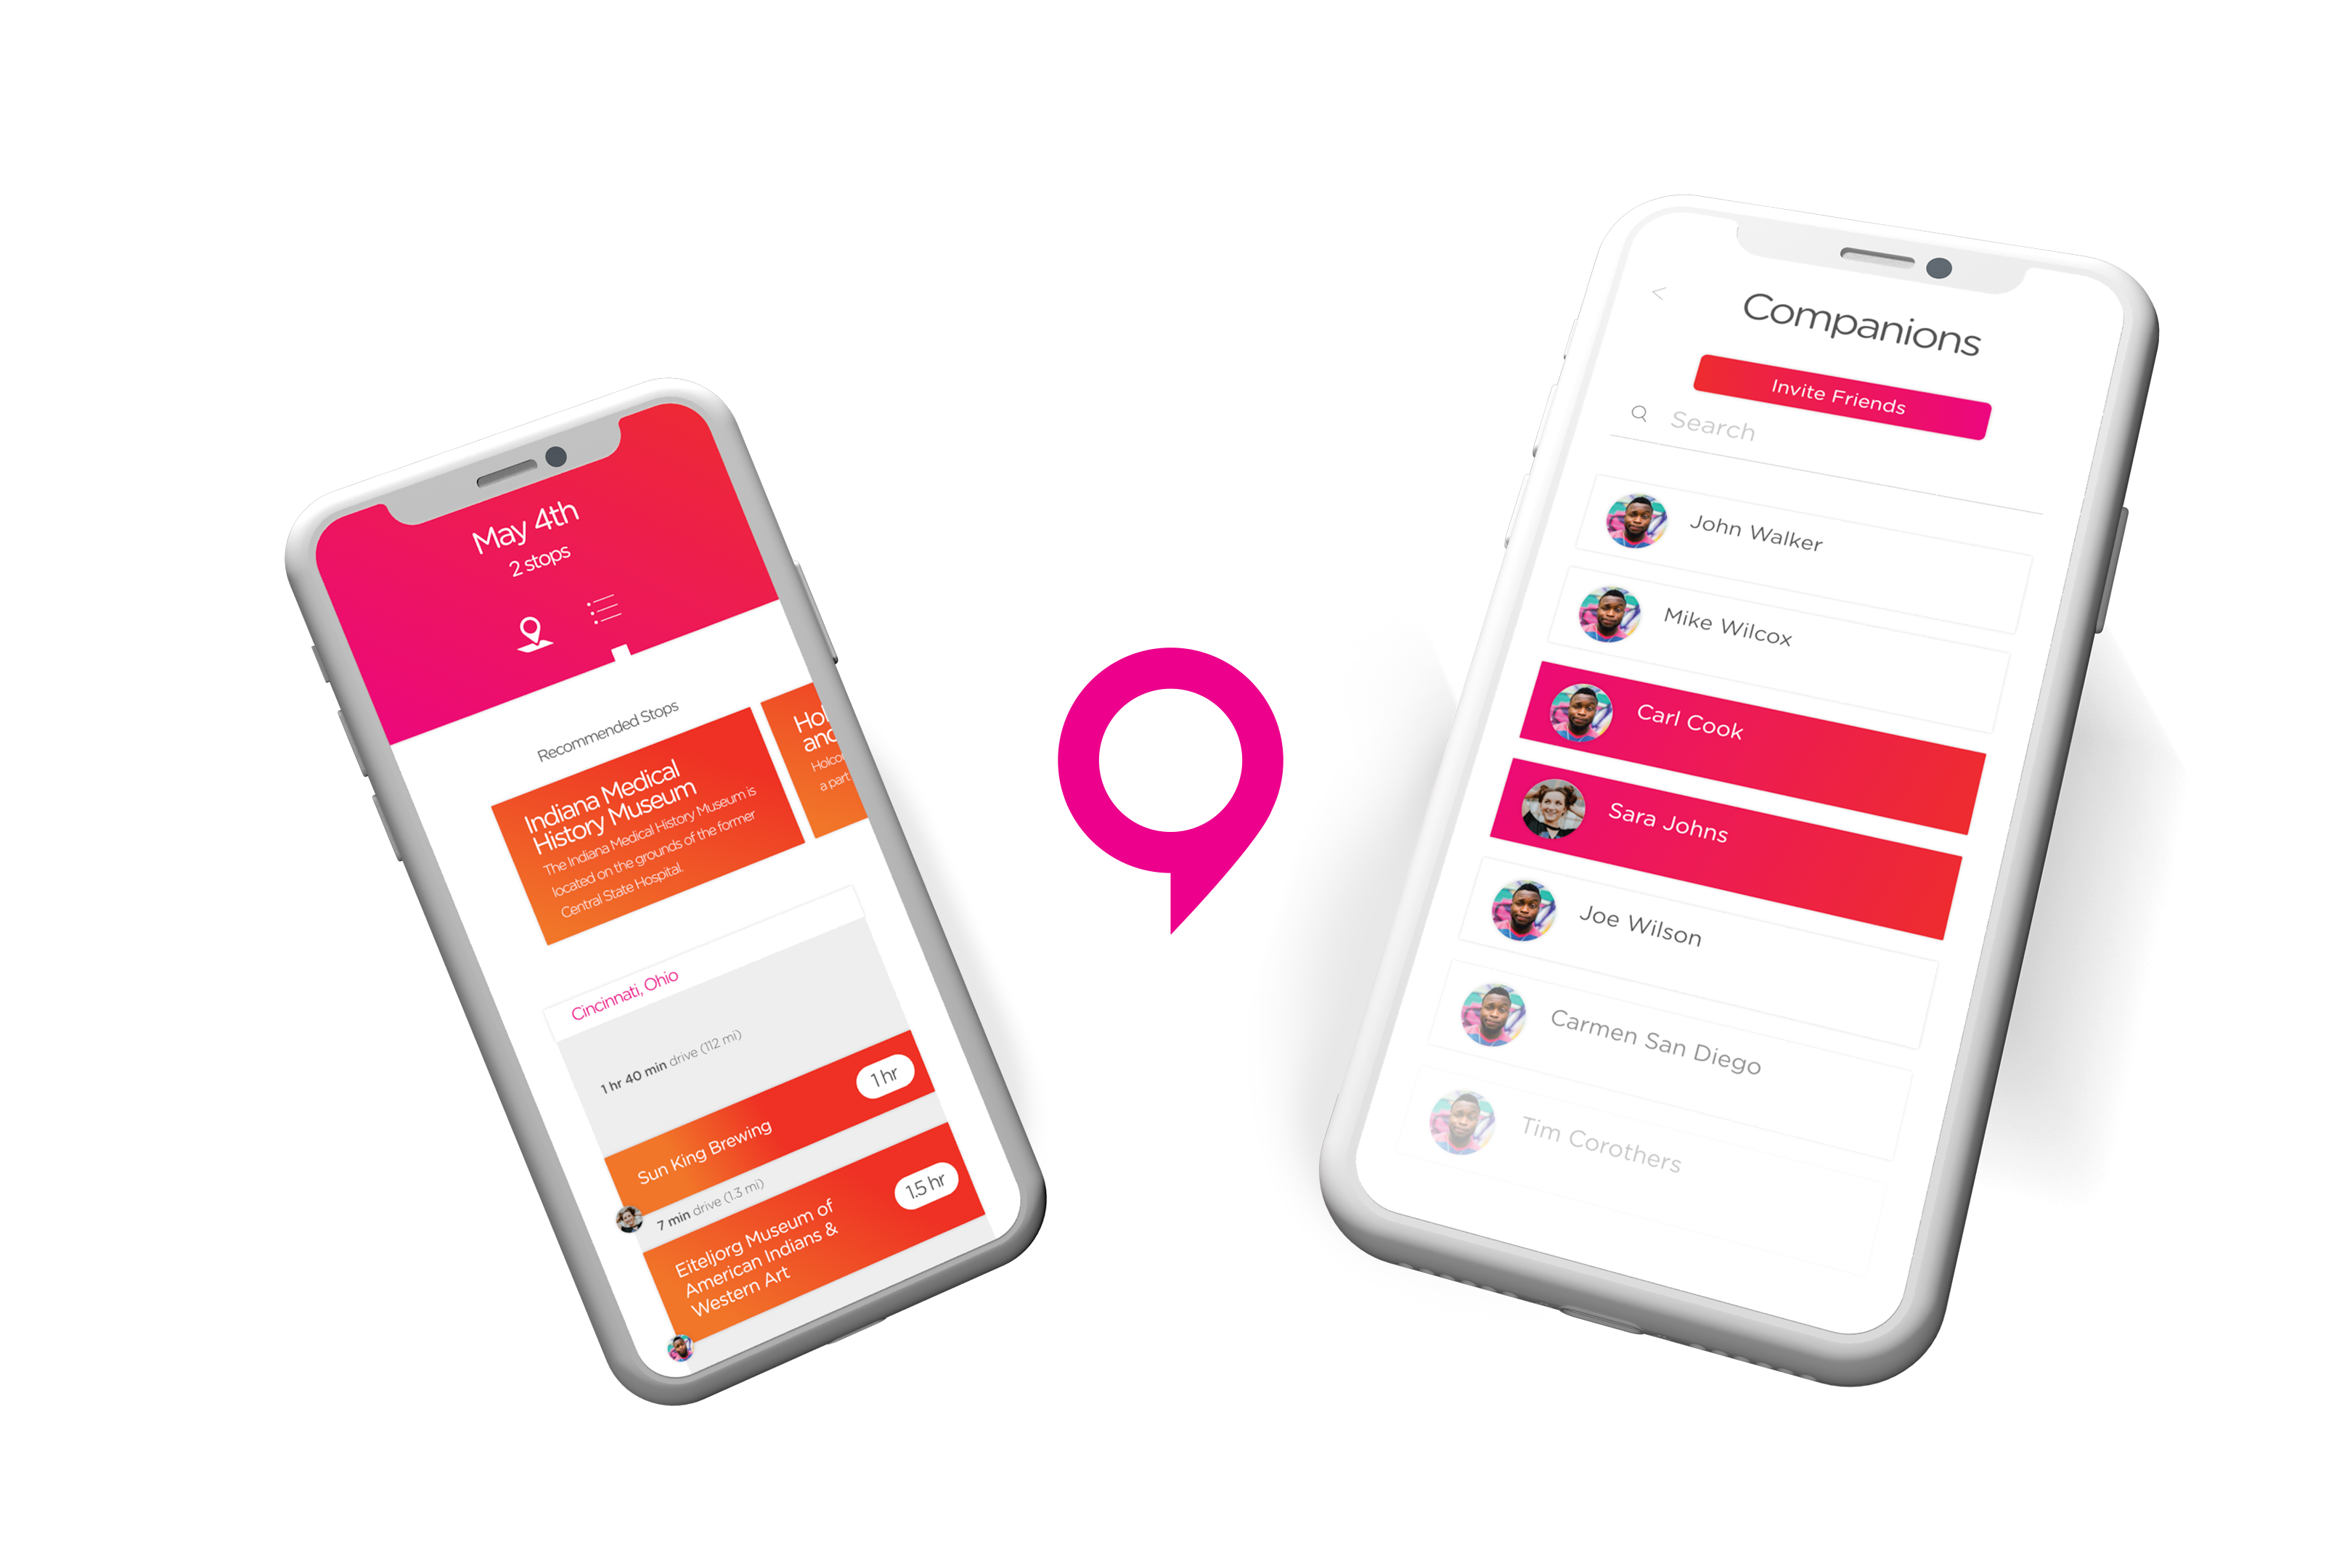 May 4th
2 stops
Recommended Stops
Indiana Medical
History Museum
The Indiana Medical History Museum is
located on the grounds of the former
Central State Hospital.
Hol
and
Holco
a part
Cincinnati, Ohio
1 hr 40 min drive (112 mi)
Sun King Brewing
1 hr
7 min drive (1.3 mi)
Eiteljorg Museum of
American Indians &
Western Art
1.5 hr
<
Companions
Invite Friends
Search
John Walker
Mike Wilcox
Carl Cook
Sara Johns
Joe Wilson
Carmen San Diego
Tim Corothers